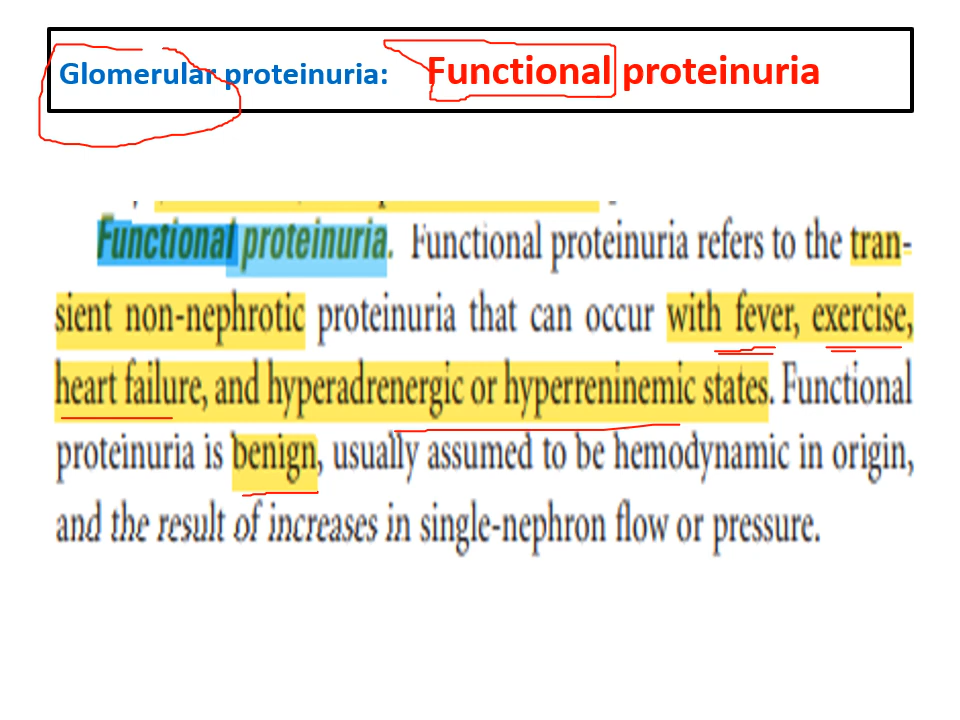 Glomerular proteinuria: Functional proteinuria
Functional proteinuria. Functional proteinuria refers to the tran-
sient non-nephrotic proteinuria that can occur with fever, exercise,
heart failure, and hyperadrenergic or hyperreninemic states. Functional
proteinuria is benign, usually assumed to be hemodynamic in origin,
and the result of increases in single-nephron flow or pressure.